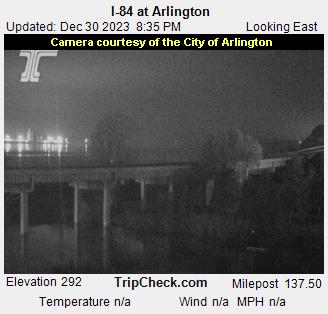 I-84 at Arlington
Updated: Dec 30 2023 8:35 PM Looking East
Camera courtesy of the City of Arlington
Elevation 292 TripCheck.com Milepost 137.50
Temperature n/a Wind n/a MPH n/a